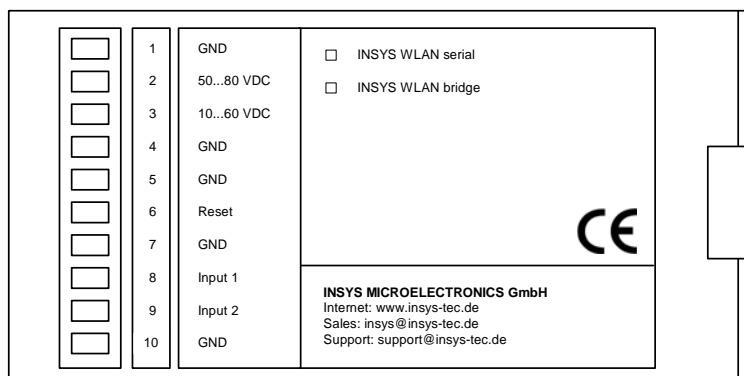 1 GND
2 50...80 VDC
3 10...60 VDC
4 GND
5 GND
6 Reset
7 GND
8 Input 1
9 Input 2
10 GND
INSYS WLAN serial
INSYS WLAN bridge
CE
INSYS MICROELECTRONICS GmbH
Internet: www.insys-tec.de
Sales: insys@insys-tec.de
Support: support@insys-tec.de